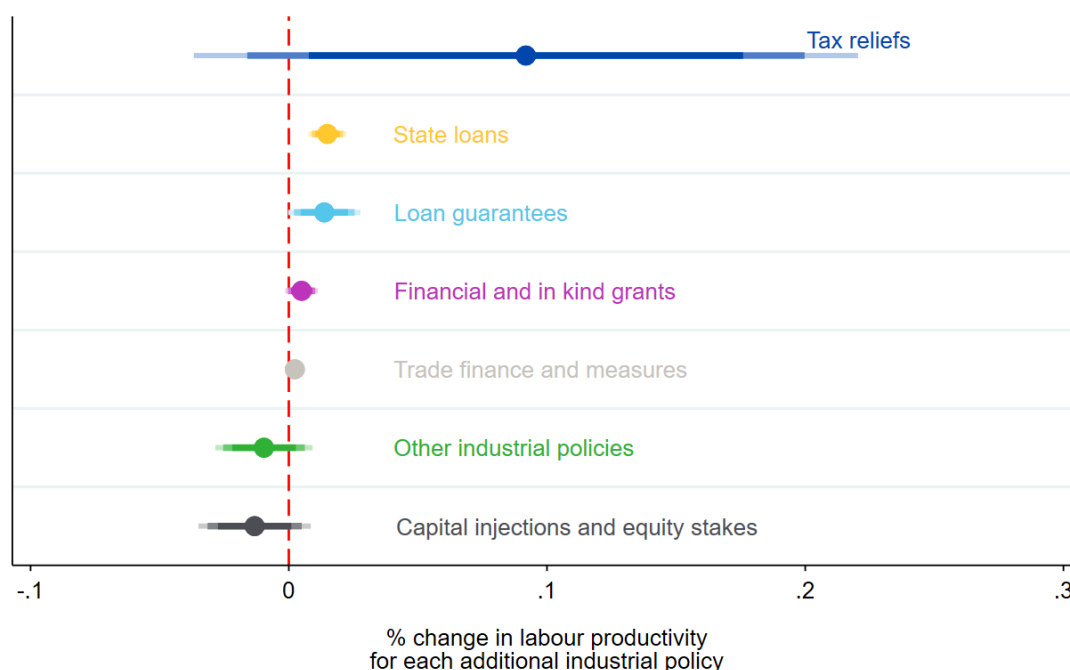 Tax reliefs
State loans
Loan guarantees
Financial and in kind grants
Trade finance and measures
Other industrial policies
Capital injections and equity stakes
-.1 0 .1 .2 .3
% change in labour productivity
for each additional industrial policy